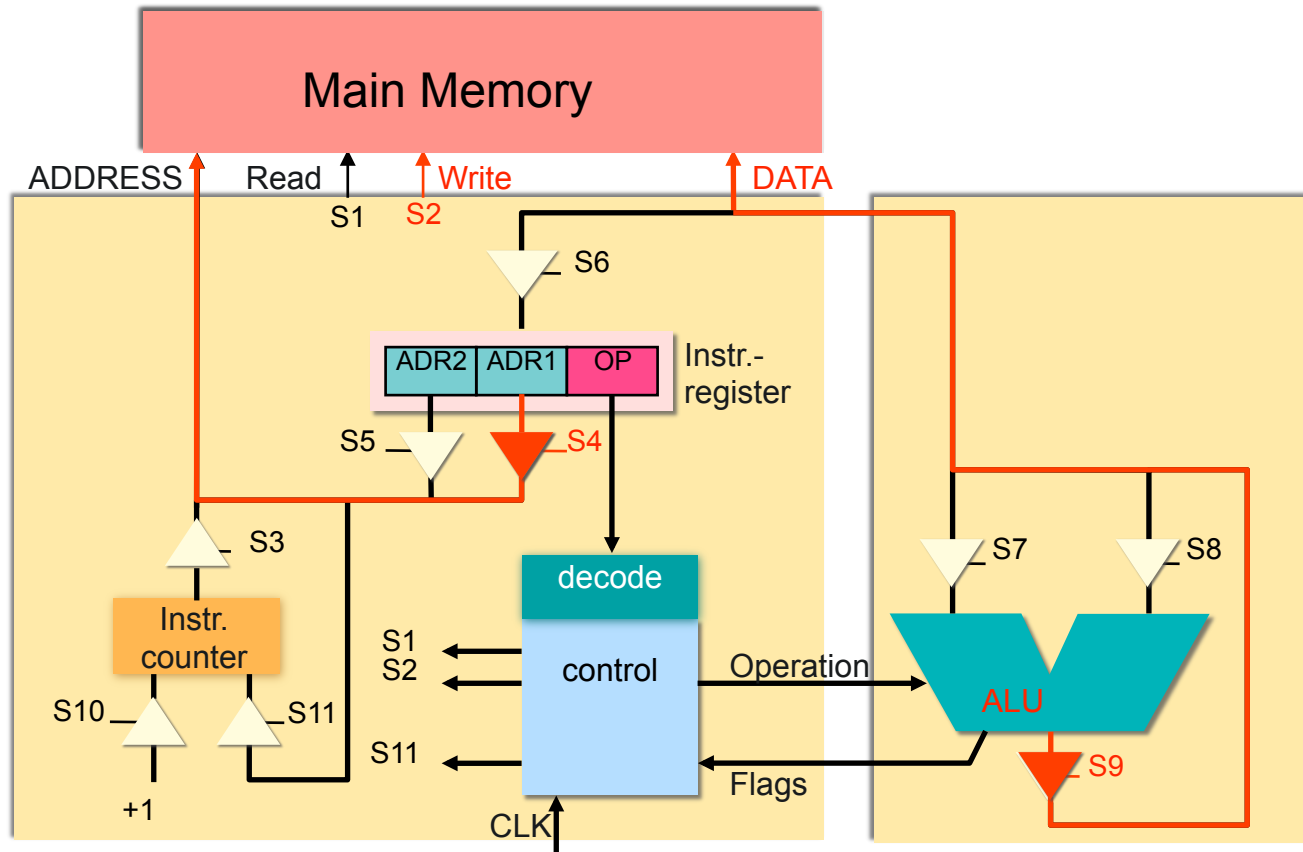 Main Memory
ADDRESS
Read
Write
DATA
S1
S2
S6
ADR2
ADR1
OP
Instr.-
register
S5
S4
S3
S7
S8
decode
Instr.
counter
S1
S2
control
Operation
S10
S11
ALU
S11
Flags
S9
+1
CLK